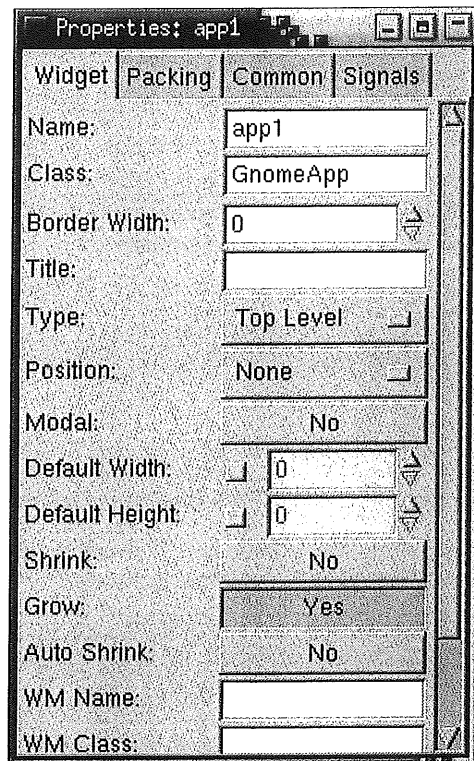 Properties: app1
Widget Packing Common Signals
Name: app1
Class: GnomeApp
Border Width: 0
Title:
Type: Top Level
Position: None
Modal: No
Default Width: 0
Default Height: 0
Shrink: No
Grow: Yes
Auto Shrink: No
WM Name:
WM Class: